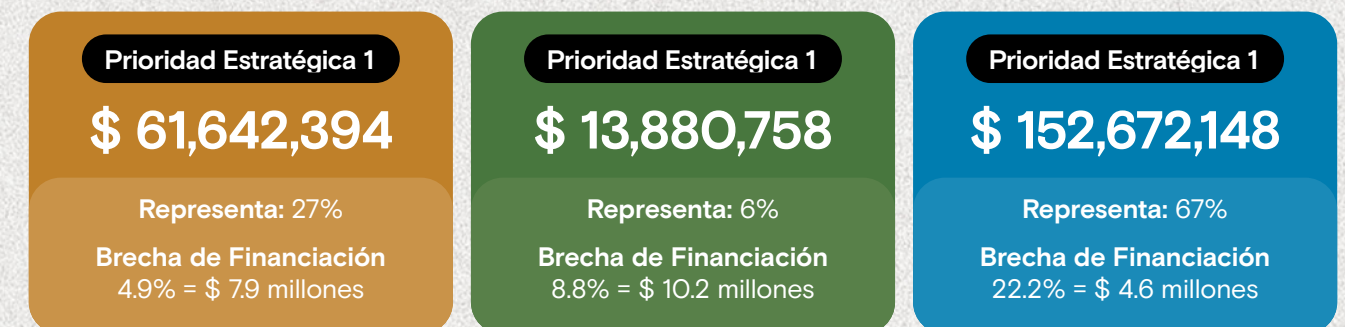 Prioridad Estratégica 1
$ 61,642,394
Representa: 27%
Brecha de Financiación
4.9% = $ 7.9 millones
Prioridad Estratégica 1
$ 13,880,758
Representa: 6%
Brecha de Financiación
8.8% = $ 10.2 millones
Prioridad Estratégica 1
$ 152,672,148
Representa: 67%
Brecha de Financiación
22.2% = $ 4.6 millones